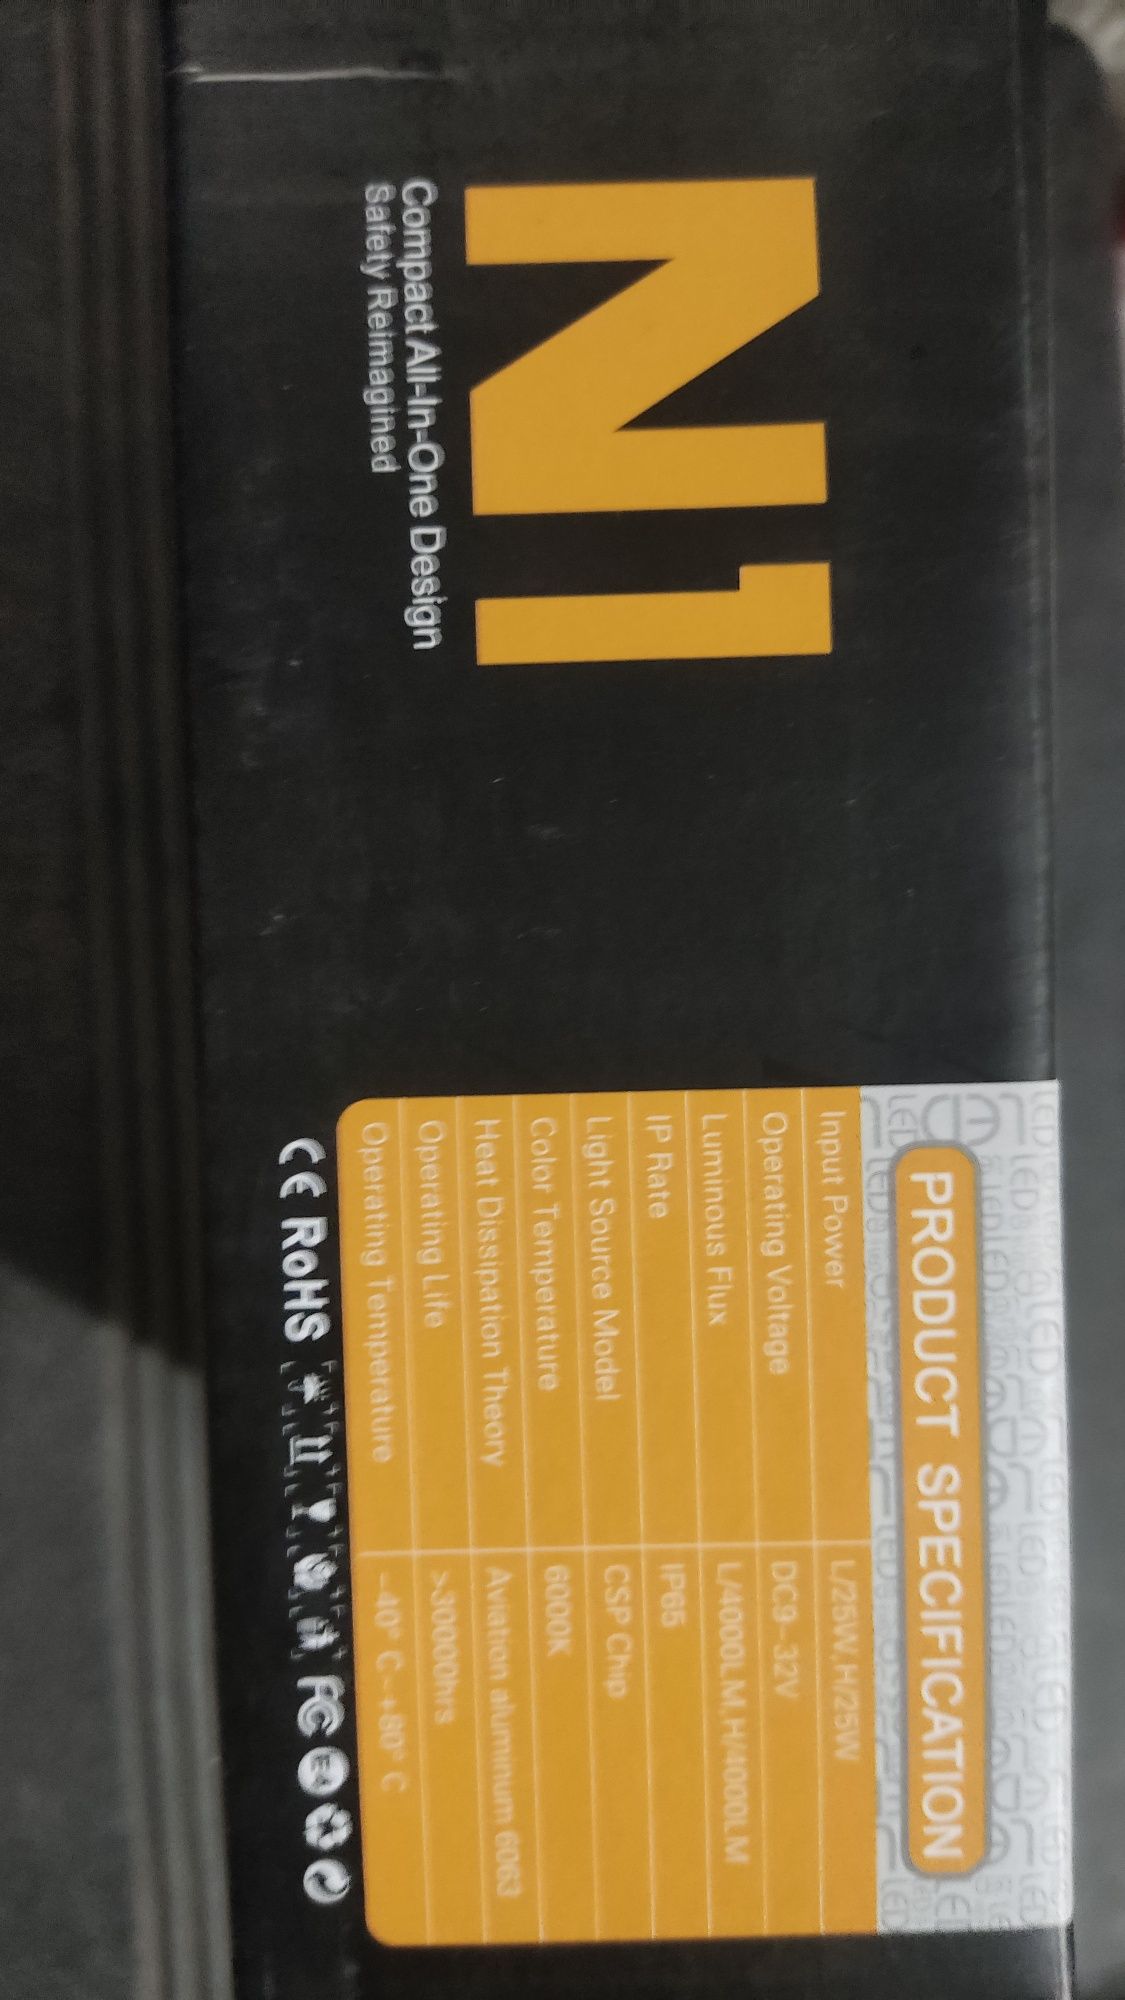 N1
Compact All-In-One Design
Safety Reimagined
PRODUCT SPECIFICATION
Input Power L/25W,H/25W
Operating Voltage DC9-32V
Luminous Flux L/4000LM,H/4000LM
IP Rate IP65
Light Source Model CSP Chip
Color Temperature 6000K
Heat Dissipation Theory Aviation aluminum 6063
Operating Life >30000hrs
Operating Temperature -40° C~+80° C
CE RoHS FC E4